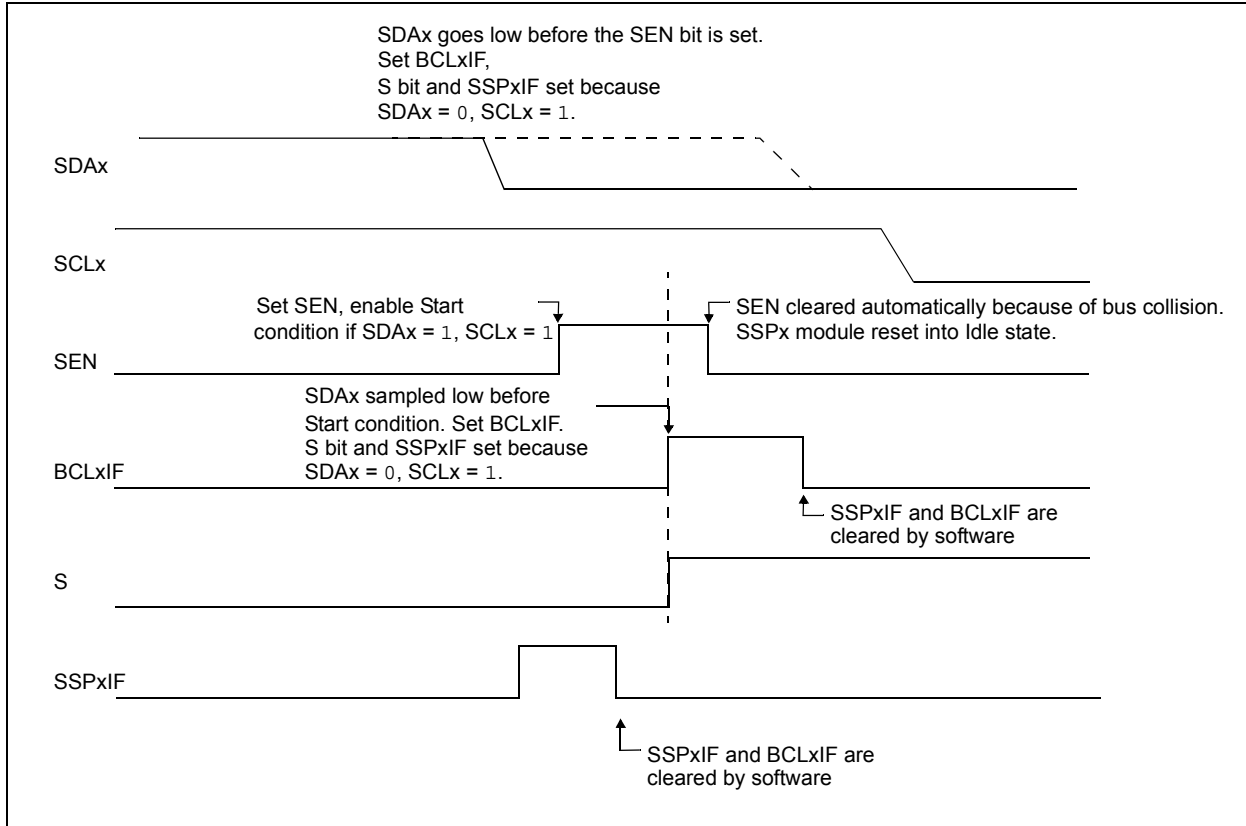 SDAx goes low before the SEN bit is set.
Set BCLxIF,
S bit and SSPxIF set because
SDAx = 0, SCLx = 1.
SDAx
SCLx
Set SEN, enable Start
condition if SDAx = 1, SCLx = 1
SEN cleared automatically because of bus collision.
SSPx module reset into Idle state.
SEN
SDAx sampled low before
Start condition. Set BCLxIF.
S bit and SSPxIF set because
SDAx = 0, SCLx = 1.
BCLxIF
SSPxIF and BCLxIF are
cleared by software
S
SSPxIF
SSPxIF and BCLxIF are
cleared by software